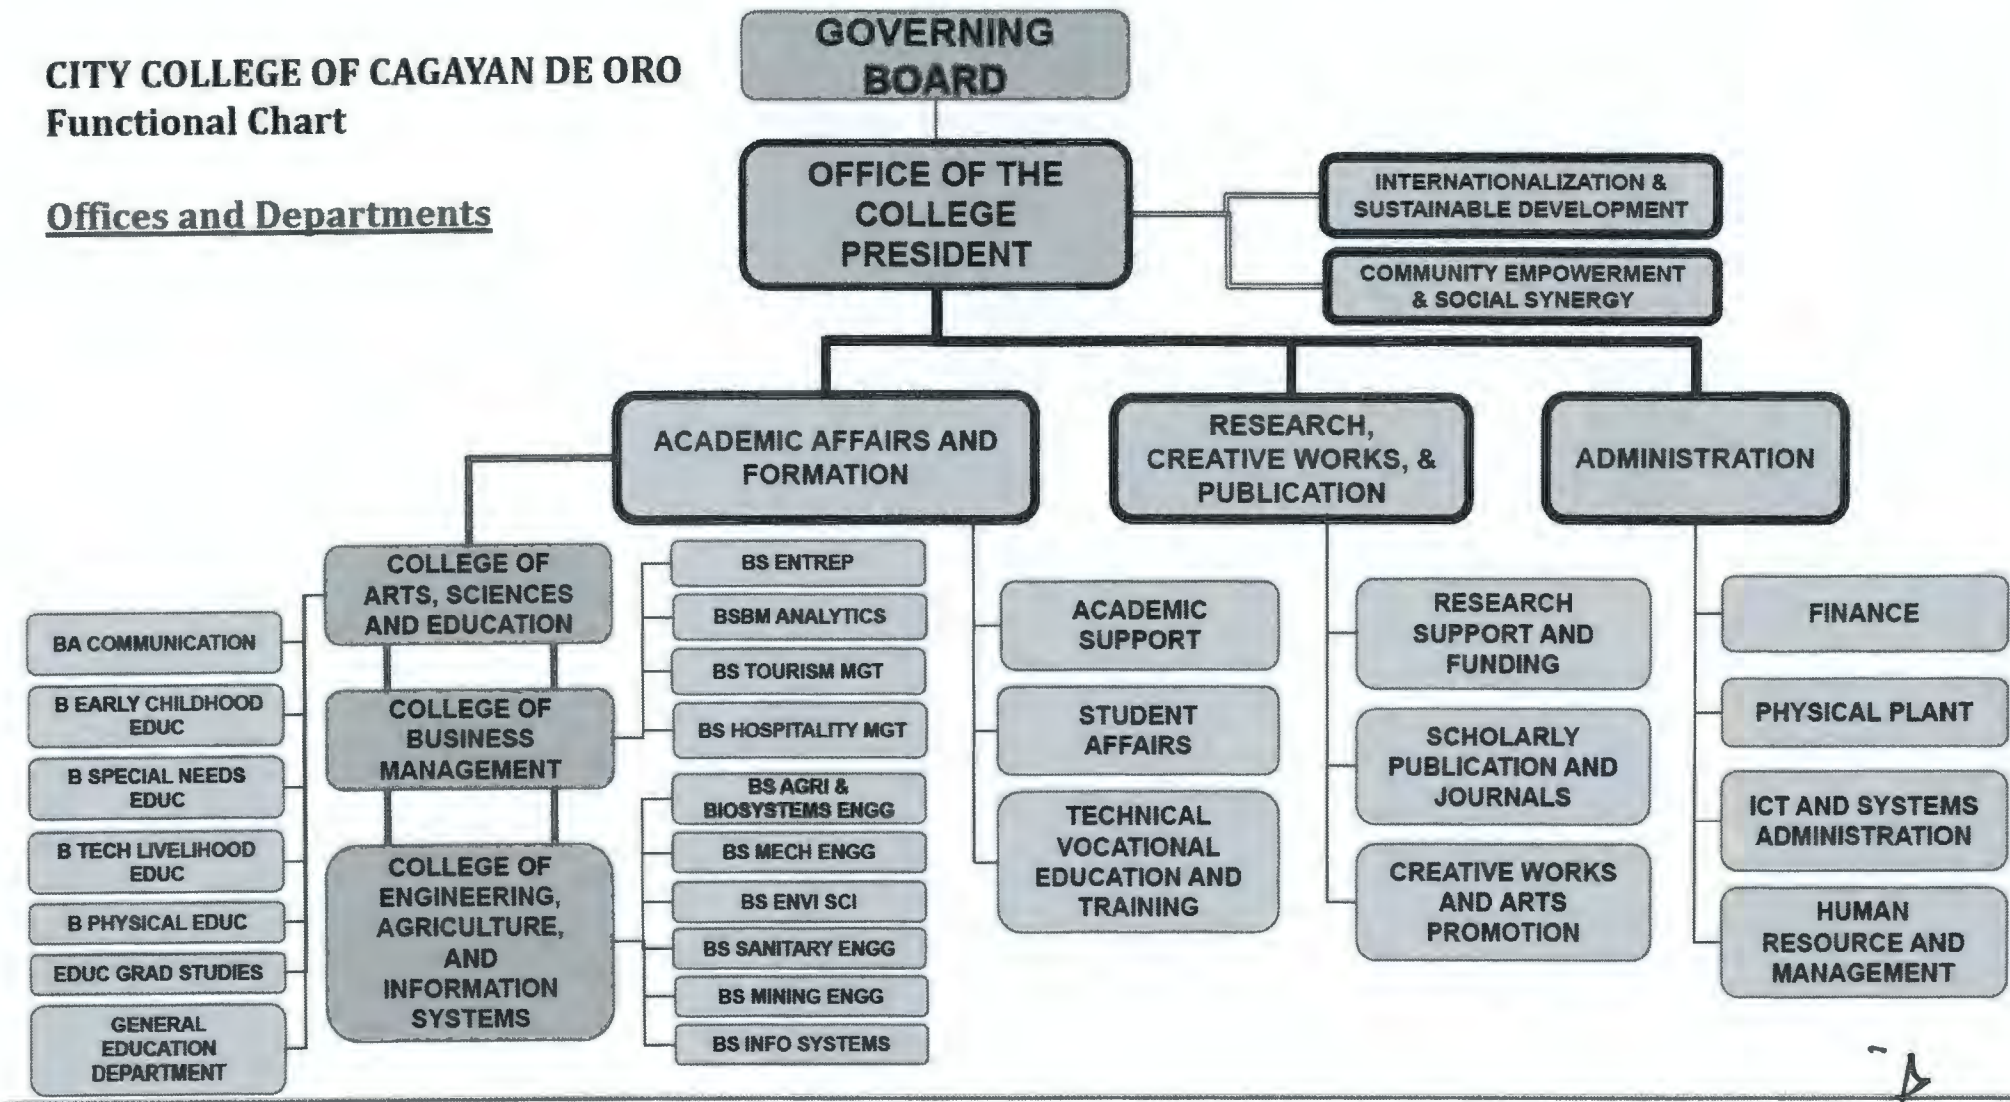 CITY COLLEGE OF CAGAYAN DE ORO
Functional Chart
Offices and Departments
GOVERNING
BOARD
OFFICE OF THE
COLLEGE
PRESIDENT
INTERNATIONALIZATION &
SUSTAINABLE DEVELOPMENT
COMMUNITY EMPOWERMENT
& SOCIAL SYNERGY
ACADEMIC AFFAIRS AND
FORMATION
RESEARCH,
CREATIVE WORKS, &
PUBLICATION
ADMINISTRATION
COLLEGE OF
ARTS, SCIENCES
AND EDUCATION
BA COMMUNICATION
B EARLY CHILDHOOD
EDUC
B SPECIAL NEEDS
EDUC
B TECH LIVELIHOOD
EDUC
B PHYSICAL EDUC
EDUC GRAD STUDIES
GENERAL
EDUCATION
DEPARTMENT
COLLEGE OF
BUSINESS
MANAGEMENT
BS ENTREP
BSBM ANALYTICS
BS TOURISM MGT
BS HOSPITALITY MGT
COLLEGE OF
ENGINEERING,
AGRICULTURE,
AND
INFORMATION
SYSTEMS
BS AGRI &
BIOSYSTEMS ENGG
BS MECH ENGG
BS ENVI SCI
BS SANITARY ENGG
BS MINING ENGG
BS INFO SYSTEMS
ACADEMIC
SUPPORT
STUDENT
AFFAIRS
TECHNICAL
VOCATIONAL
EDUCATION AND
TRAINING
RESEARCH
SUPPORT AND
FUNDING
SCHOLARLY
PUBLICATION AND
JOURNALS
CREATIVE WORKS
AND ARTS
PROMOTION
FINANCE
PHYSICAL PLANT
ICT AND SYSTEMS
ADMINISTRATION
HUMAN
RESOURCE AND
MANAGEMENT